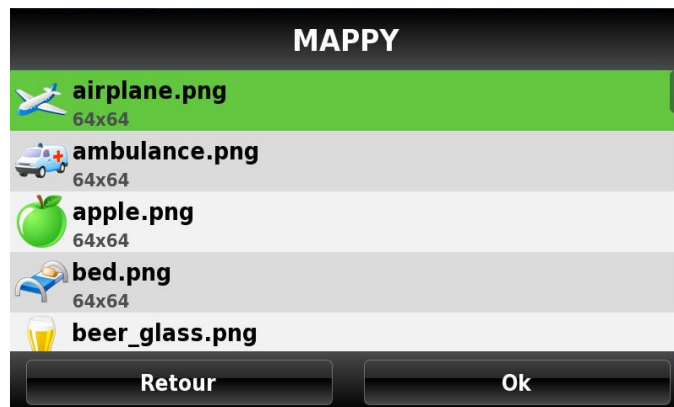 MAPPY
airplane.png
64x64
ambulance.png
64x64
apple.png
64x64
bed.png
64x64
beer_glass.png
Retour
Ok